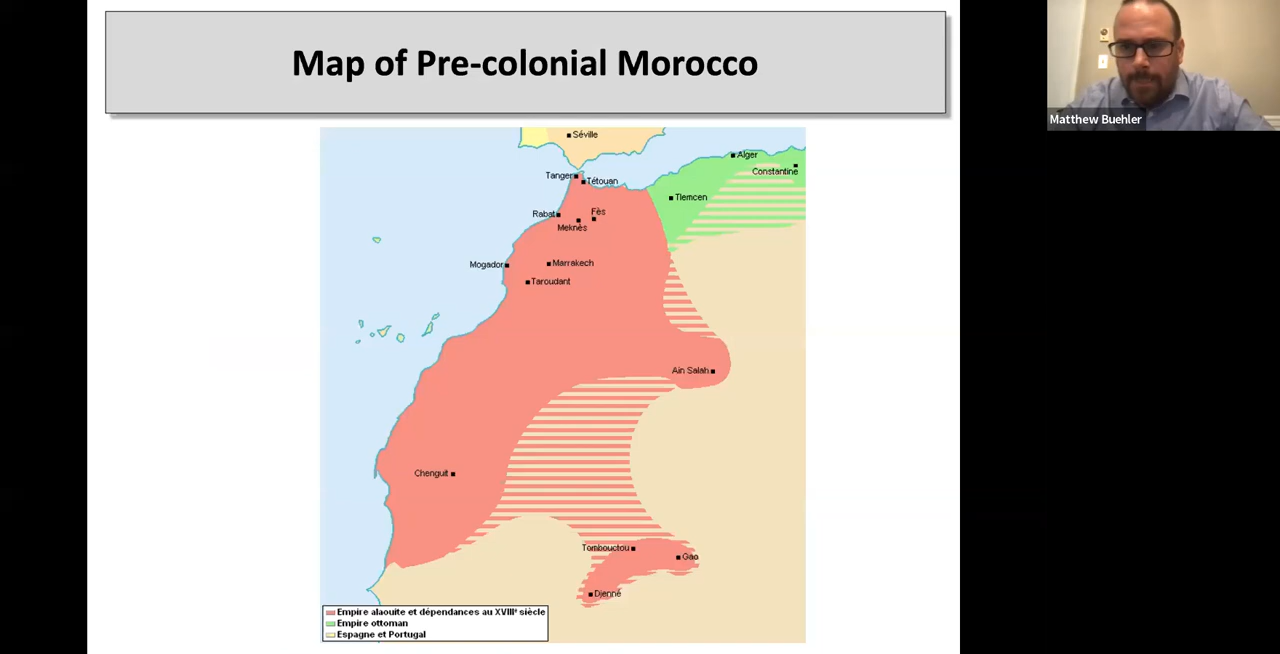 Map of Pre-colonial Morocco
Matthew Buehler
Séville
Alger
Constantine
Tanger
Tétouan
Tlemcen
Rabat
Fès
Meknès
Mogador
Marrakech
Taroudant
Ain Salah
Chenguit
Tombouctou
Gao
Djenné
Empire alaouite et dépendances au XVIIIᵉ siècle
Empire ottoman
Espagne et Portugal